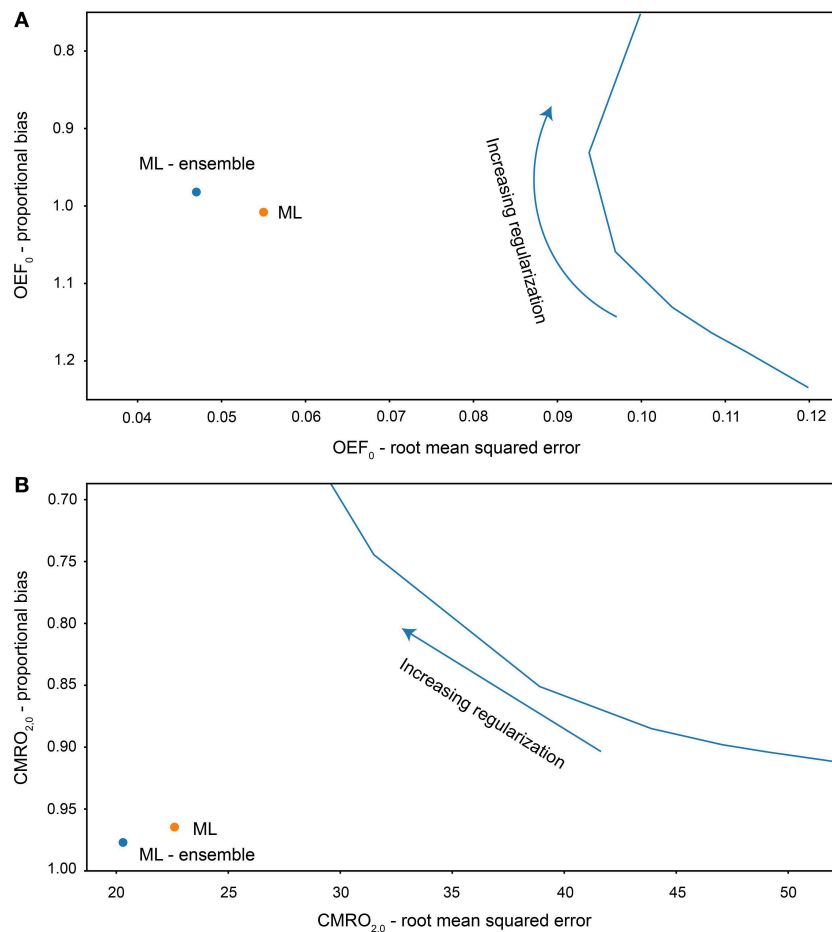 A
0.8
0.9
1.0
1.1
1.2
OEF₀ - proportional bias
ML - ensemble
ML
Increasing regularization
0.04 0.05 0.06 0.07 0.08 0.09 0.10 0.11 0.12
OEF₀ - root mean squared error
B
0.70
0.75
0.80
0.85
0.90
0.95
1.00
CMRO₂,₀ - proportional bias
Increasing regularization
ML
ML - ensemble
20 25 30 35 40 45 50
CMRO₂,₀ - root mean squared error